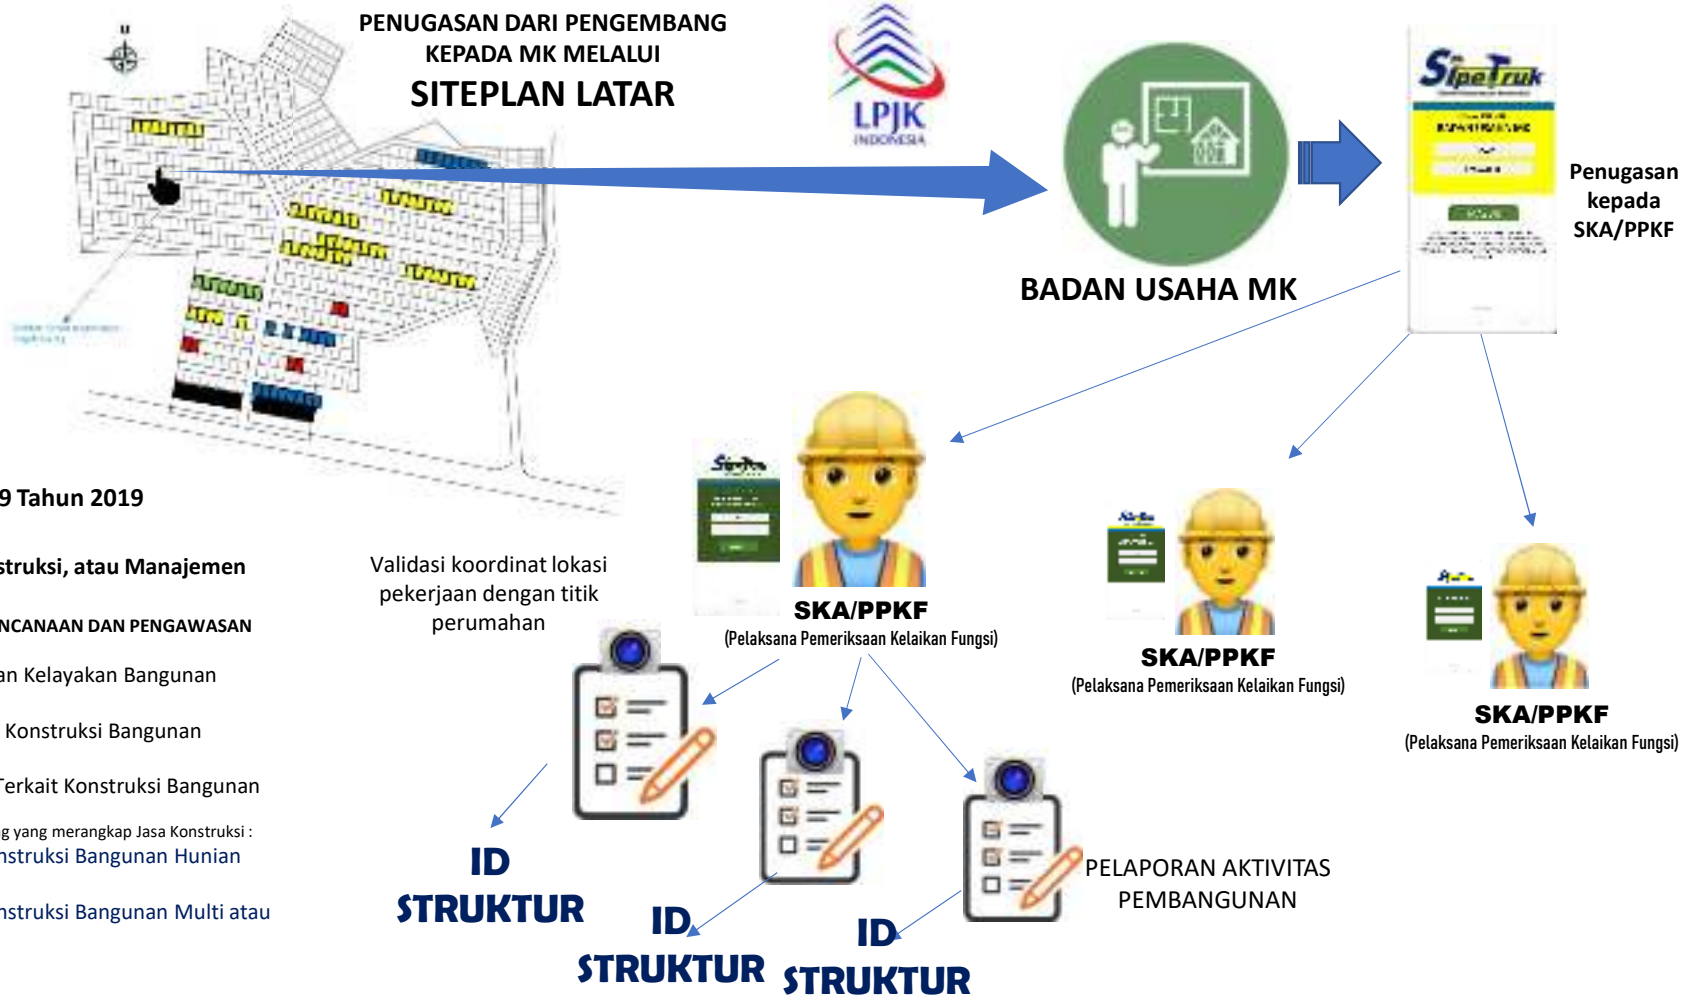 PENUGASAN DARI PENGEMBANG
KEPADA MK MELALUI
SITEPLAN LATAR
U
LPJK
INDONESIA
BADAN USAHA MK
SipeTruk
BADAN USAHA MK
Penugasan
kepada
SKA/PPKF
9 Tahun 2019
struksi, atau Manajemen
NCANAAN DAN PENGAWASAN
an Kelayakan Bangunan
Konstruksi Bangunan
Terkait Konstruksi Bangunan
g yang merangkap Jasa Konstruksi :
nstruksi Bangunan Hunian
nstruksi Bangunan Multi atau
Validasi koordinat lokasi
pekerjaan dengan titik
perumahan
SKA/PPKF
(Pelaksana Pemeriksaan Kelaikan Fungsi)
SKA/PPKF
(Pelaksana Pemeriksaan Kelaikan Fungsi)
SKA/PPKF
(Pelaksana Pemeriksaan Kelaikan Fungsi)
ID
STRUKTUR
ID
STRUKTUR
ID
STRUKTUR
PELAPORAN AKTIVITAS
PEMBANGUNAN